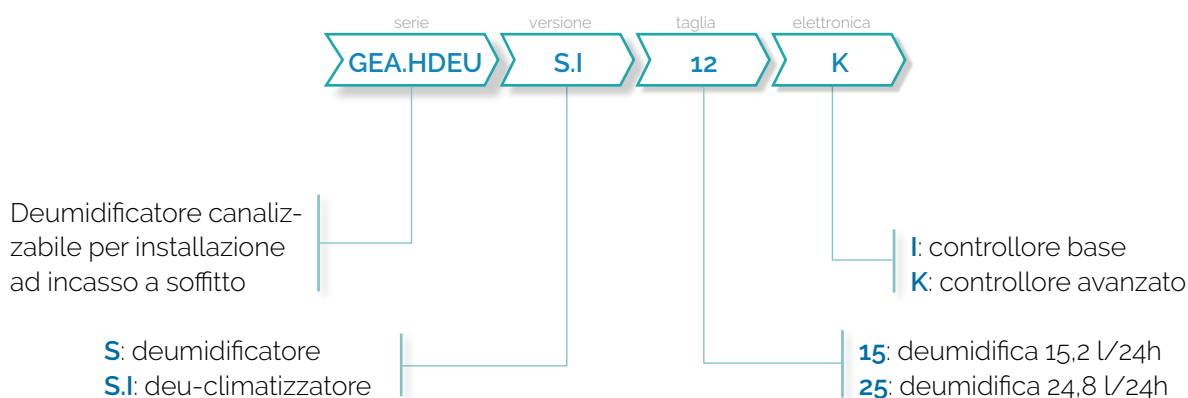 serie versione taglia elettronica
GEA.HDEU S.I 12 K
Deumidificatore canaliz-
zabile per installazione
ad incasso a soffitto
I: controllore base
K: controllore avanzato
S: deumidificatore
S.I: deu-climatizzatore
15: deumidifica 15,2 l/24h
25: deumidifica 24,8 l/24h